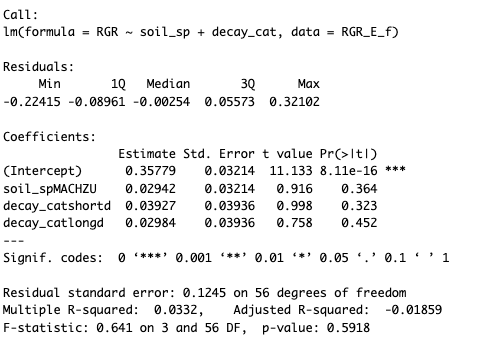 Call:
lm(formula = RGR ~ soil_sp + decay_cat, data = RGR_E_f)
Residuals:
Min 1Q Median 3Q Max
-0.22415 -0.08961 -0.00254 0.05573 0.32102
Coefficients:
Estimate Std. Error t value Pr(>|t|)
(Intercept) 0.35779 0.03214 11.133 8.11e-16 ***
soil_spMACHZU 0.02942 0.03214 0.916 0.364
decay_catshortd 0.03927 0.03936 0.998 0.323
decay_catlongd 0.02984 0.03936 0.758 0.452
---
Signif. codes: 0 ‘***’ 0.001 ‘**’ 0.01 ‘*’ 0.05 ‘.’ 0.1 ‘ ’ 1
Residual standard error: 0.1245 on 56 degrees of freedom
Multiple R-squared: 0.0332, Adjusted R-squared: -0.01859
F-statistic: 0.641 on 3 and 56 DF, p-value: 0.5918